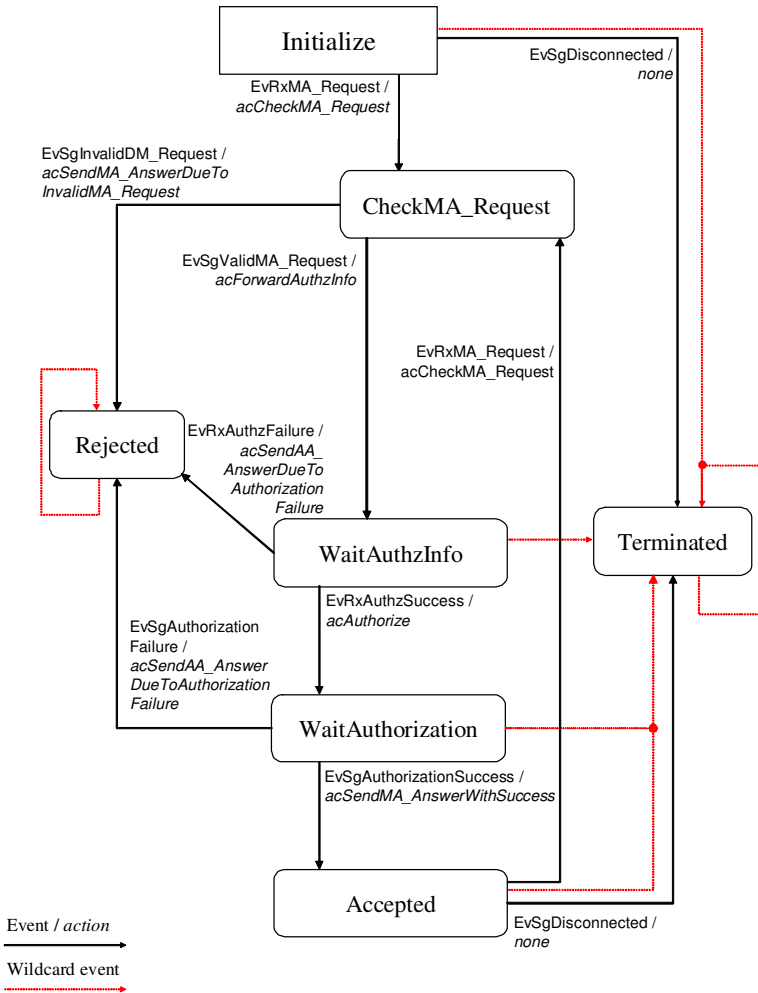 Initialize
EvSgDisconnected /
none
EvRxMA_Request /
acCheckMA_Request
EvSgInvalidDM_Request /
acSendMA_AnswerDueTo
InvalidMA_Request
CheckMA_Request
EvSgValidMA_Request /
acForwardAuthzInfo
EvRxMA_Request /
acCheckMA_Request
Rejected
EvRxAuthzFailure /
acSendAA_
AnswerDueTo
Authorization
Failure
WaitAuthzInfo
Terminated
EvRxAuthzSuccess /
acAuthorize
EvSgAuthorization
Failure /
acSendAA_Answer
DueToAuthorization
Failure
WaitAuthorization
EvSgAuthorizationSuccess /
acSendMA_AnswerWithSuccess
Accepted
EvSgDisconnected /
none
Event / action
Wildcard event